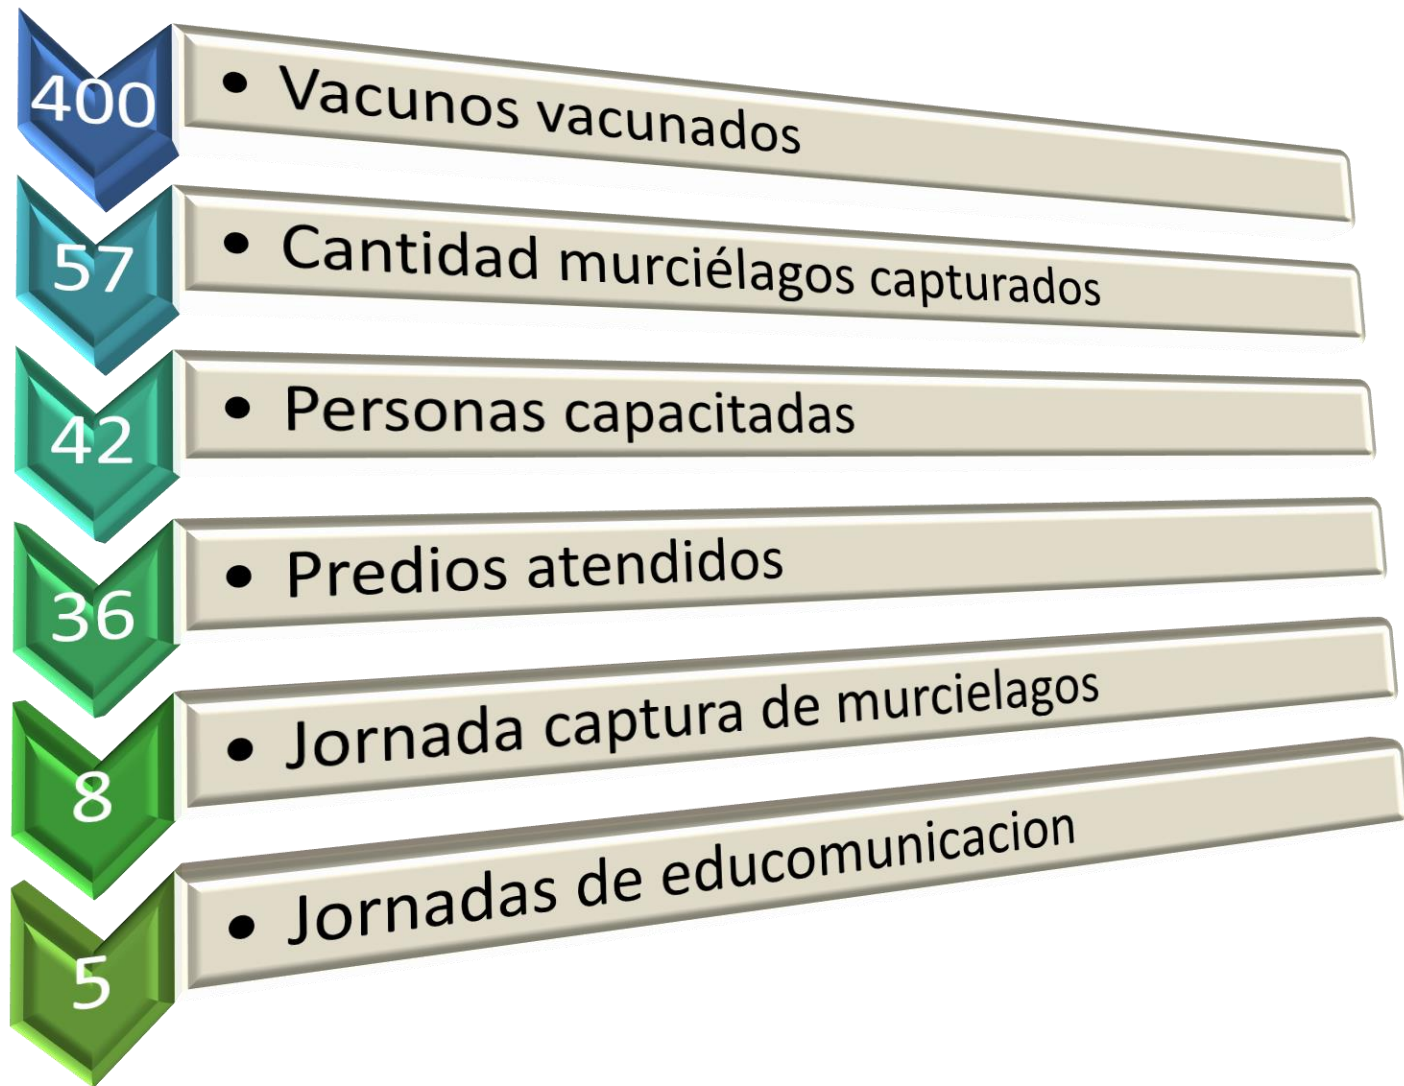 400
• Vacunos vacunados
57
• Cantidad murciélagos capturados
42
• Personas capacitadas
36
• Predios atendidos
8
• Jornada captura de murcielagos
5
• Jornadas de educomunicacion